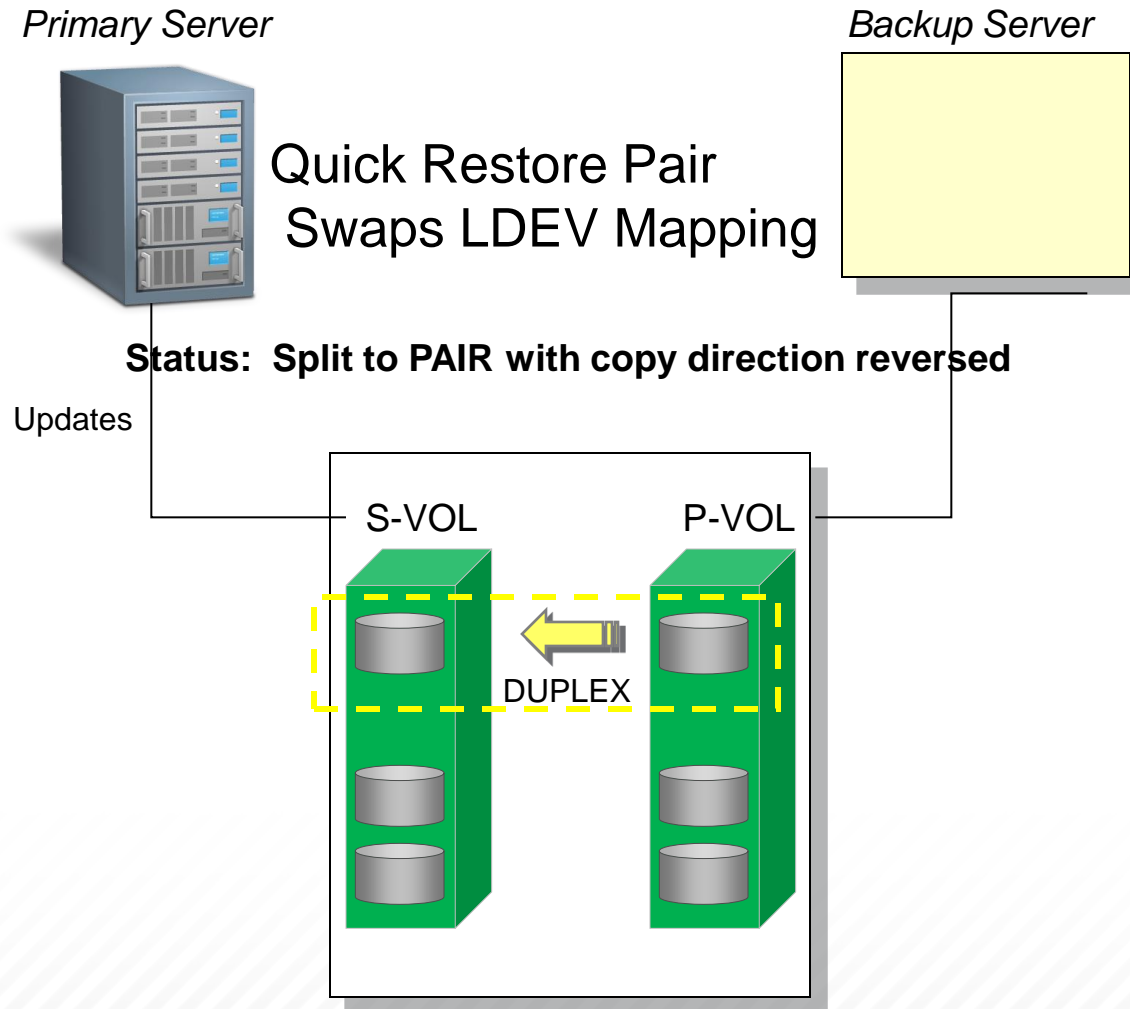 Primary Server
Backup Server
Quick Restore Pair
Swaps LDEV Mapping
Status: Split to PAIR with copy direction reversed
Updates
S-VOL
P-VOL
DUPLEX